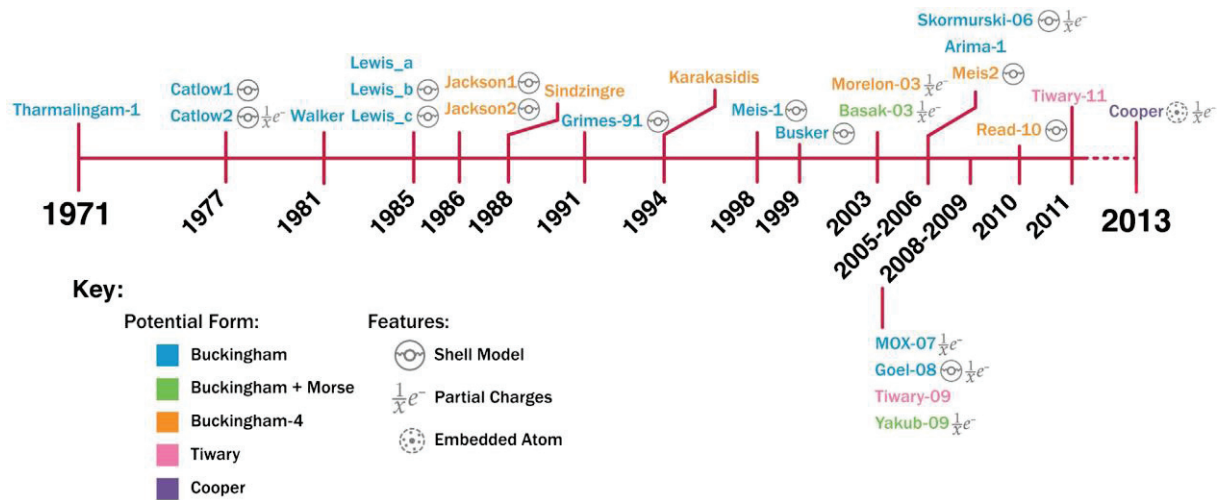 Skormurski-06 1/x e⁻
Arima-1
Lewis_a
Catlow1
Lewis_b
Jackson1
Sindzingre
Karakasidis
Morelon-03 1/x e⁻
Meis2
Tharmalingam-1
Catlow2 1/x e⁻
Walker
Lewis_c
Jackson2
Grimes-91
Meis-1
Busker
Basak-03 1/x e⁻
Read-10
Tiwary-11
Cooper 1/x e⁻
1971
1977
1981
1985
1986
1988
1991
1994
1998
1999
2003
2005-2006
2008-2009
2010
2011
2013
MOX-07 1/x e⁻
Goel-08 1/x e⁻
Tiwary-09
Yakub-09 1/x e⁻
Key:
Potential Form:
Buckingham
Buckingham + Morse
Buckingham-4
Tiwary
Cooper
Features:
Shell Model
1/x e⁻ Partial Charges
Embedded Atom